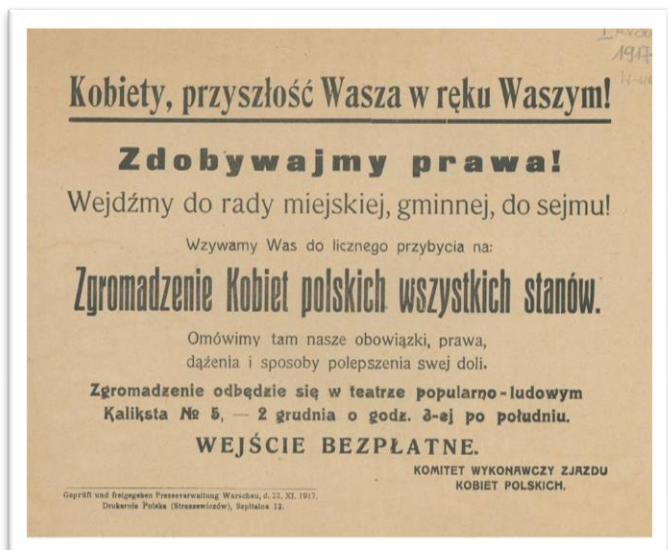 1917
Kobiety, przyszłość Wasza w ręku Waszym!
Zdobywajmy prawa!
Wejdźmy do rady miejskiej, gminnej, do sejmu!
Wzywamy Was do licznego przybycia na:
Zgromadzenie Kobiet polskich wszystkich stanów.
Omówimy tam nasze obowiązki, prawa,
dążenia i sposoby polepszenia swej doli.
Zgromadzenie odbędzie się w teatrze popularno-ludowym
Kaliksta № 5, — 2 grudnia o godz. 3-ej po południu.
WEJŚCIE BEZPŁATNE.
KOMITET WYKONAWCZY ZJAZDU
KOBIET POLSKICH.
Geprüft und freigegeben Presseverwaltung Warschau, d. 22. XI. 1917.
Drukarnia Polska (Straszewiczów), Szpitalna 12.